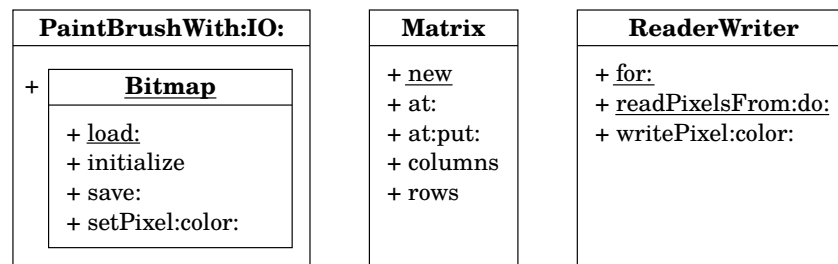 PaintBrushWith:IO:
+ Bitmap
+ load:
+ initialize
+ save:
+ setPixel:color:
Matrix
+ new
+ at:
+ at:put:
+ columns
+ rows
ReaderWriter
+ for:
+ readPixelsFrom:do:
+ writePixel:color: